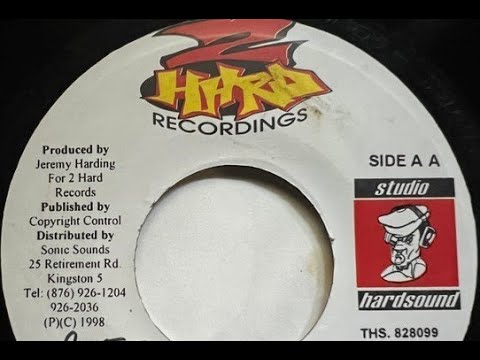 2
HARD
RECORDINGS
Produced by
Jeremy Harding
For 2 Hard
Records
Published by
Copyright Control
Distributed by
Sonic Sounds
25 Retirement Rd.
Kingston 5
Tel: (876) 926-1204
926-2036
(P)(C) 1998
SIDE A A
studio
hardsound
THS. 828099